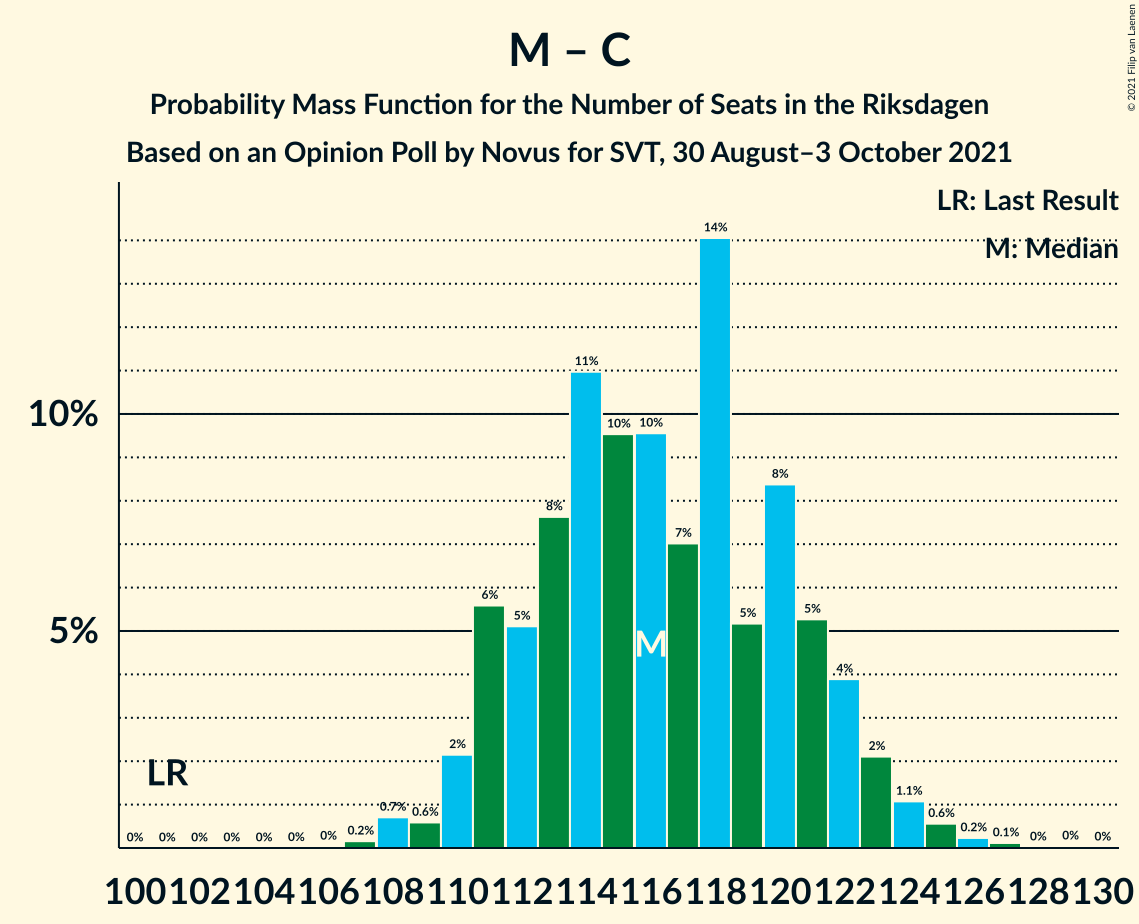 M – C
Probability Mass Function for the Number of Seats in the Riksdagen
Based on an Opinion Poll by Novus for SVT, 30 August–3 October 2021
© 2021 Filip van Laenen
LR: Last Result
M: Median
14%
11%
10%
10% 10%
8%
8%
7%
6%
5%
5%
5%
5%
M
4%
2%
2%
LR
1.1%
0.7%
0.6%
0.6%
0% 0% 0% 0% 0% 0% 0% 0.2% 0.2% 0.1% 0% 0% 0%
100 102 104 106 108 110 112 114 116 118 120 122 124 126 128 130